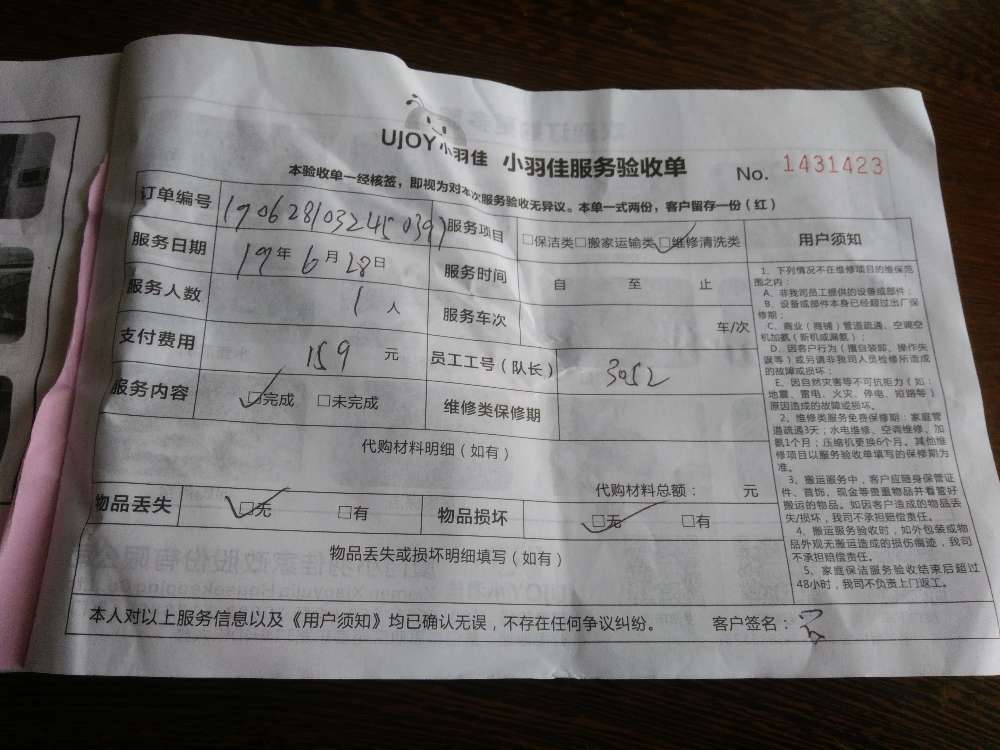 UJOY小羽佳 小羽佳服务验收单 No. 1431423
本验收单一经核签，即视为对本次服务验收无异议。本单一式两份，客户留存一份（红）
订单编号 1906281032450391 服务项目 □保洁类□搬家运输类□维修清洗类
服务日期 19年6月28日 服务时间 自 至 止
服务人数 1人 服务车次 车/次
支付费用 159元 员工工号（队长） 3052
服务内容 □完成 □未完成 维修类保修期
代购材料明细（如有）
代购材料总额： 元
物品丢失 □无 □有 物品损坏 □无 □有
物品丢失或损坏明细填写（如有）
用户须知
1、下列情况不在维修项目的维保范
围之内：
A、非我司员工提供的设备或部件；
B、设备或部件本身已经超过出厂保
修期；
C、商业（商铺）管道疏通、空调空
机加氨（新机或漏氨）；
D、因客户行为（擅自装卸、操作失
误等）或另请非我司人员检修所造成
的故障或损坏；
E、因自然灾害等不可抗拒力（如：
地震、雷电、火灾、停电、短路等）
原因造成的故障或损坏。
2、维修类服务免费保修期：家庭管
道疏通3天；水电维修、空调维修、加
氨1个月；压缩机更换6个月。其他维
修项目以服务验收单填写的保修期为
准。
3、搬运服务中，客户应随身保管证
件、首饰、现金等贵重物品并看管好
搬运的物品。如因客户造成的物品丢
失/损坏，我司不承担赔偿责任。
4、搬运服务验收时，如外包装或物
品外观无搬运造成的损伤痕迹，我司
不承担赔偿责任。
5、家庭保洁服务验收结束后超过
48小时，我司不负责上门返工。
本人对以上服务信息以及《用户须知》均已确认无误，不存在任何争议纠纷。 客户签名：